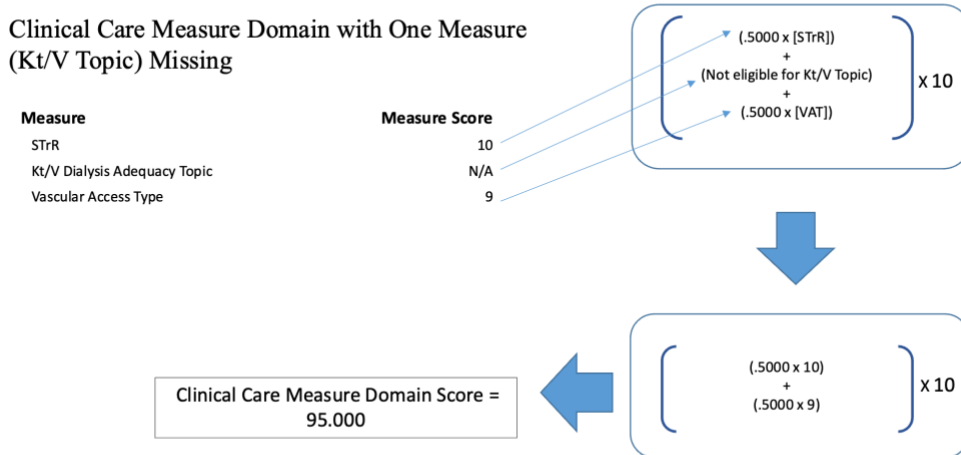 Clinical Care Measure Domain with One Measure
(Kt/V Topic) Missing
Measure Measure Score
STrR 10
Kt/V Dialysis Adequacy Topic N/A
Vascular Access Type 9
(.5000 x [STrR])
+
(Not eligible for Kt/V Topic)
+
(.5000 x [VAT])
x 10
(.5000 x 10)
+
(.5000 x 9)
x 10
Clinical Care Measure Domain Score =
95.000